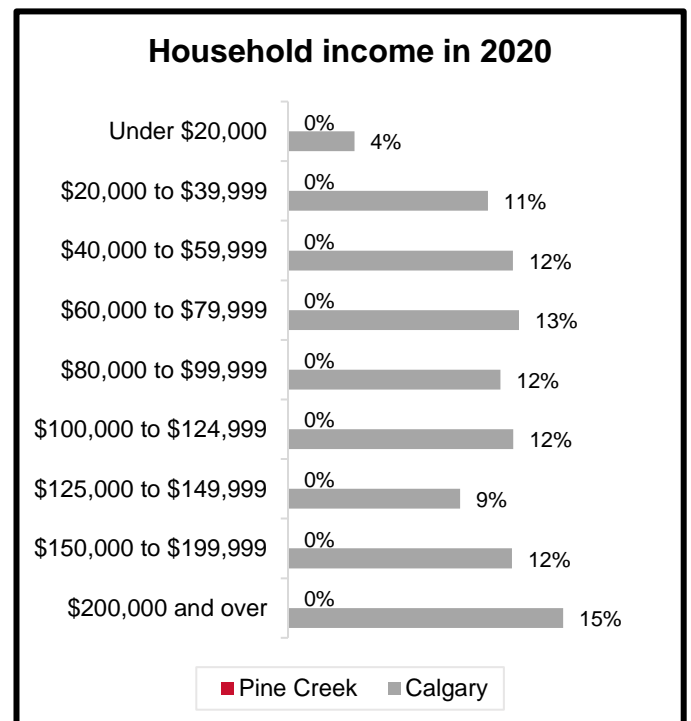 Household income in 2020
Under $20,000 0% 4%
$20,000 to $39,999 0% 11%
$40,000 to $59,999 0% 12%
$60,000 to $79,999 0% 13%
$80,000 to $99,999 0% 12%
$100,000 to $124,999 0% 12%
$125,000 to $149,999 0% 9%
$150,000 to $199,999 0% 12%
$200,000 and over 0% 15%
Pine Creek Calgary